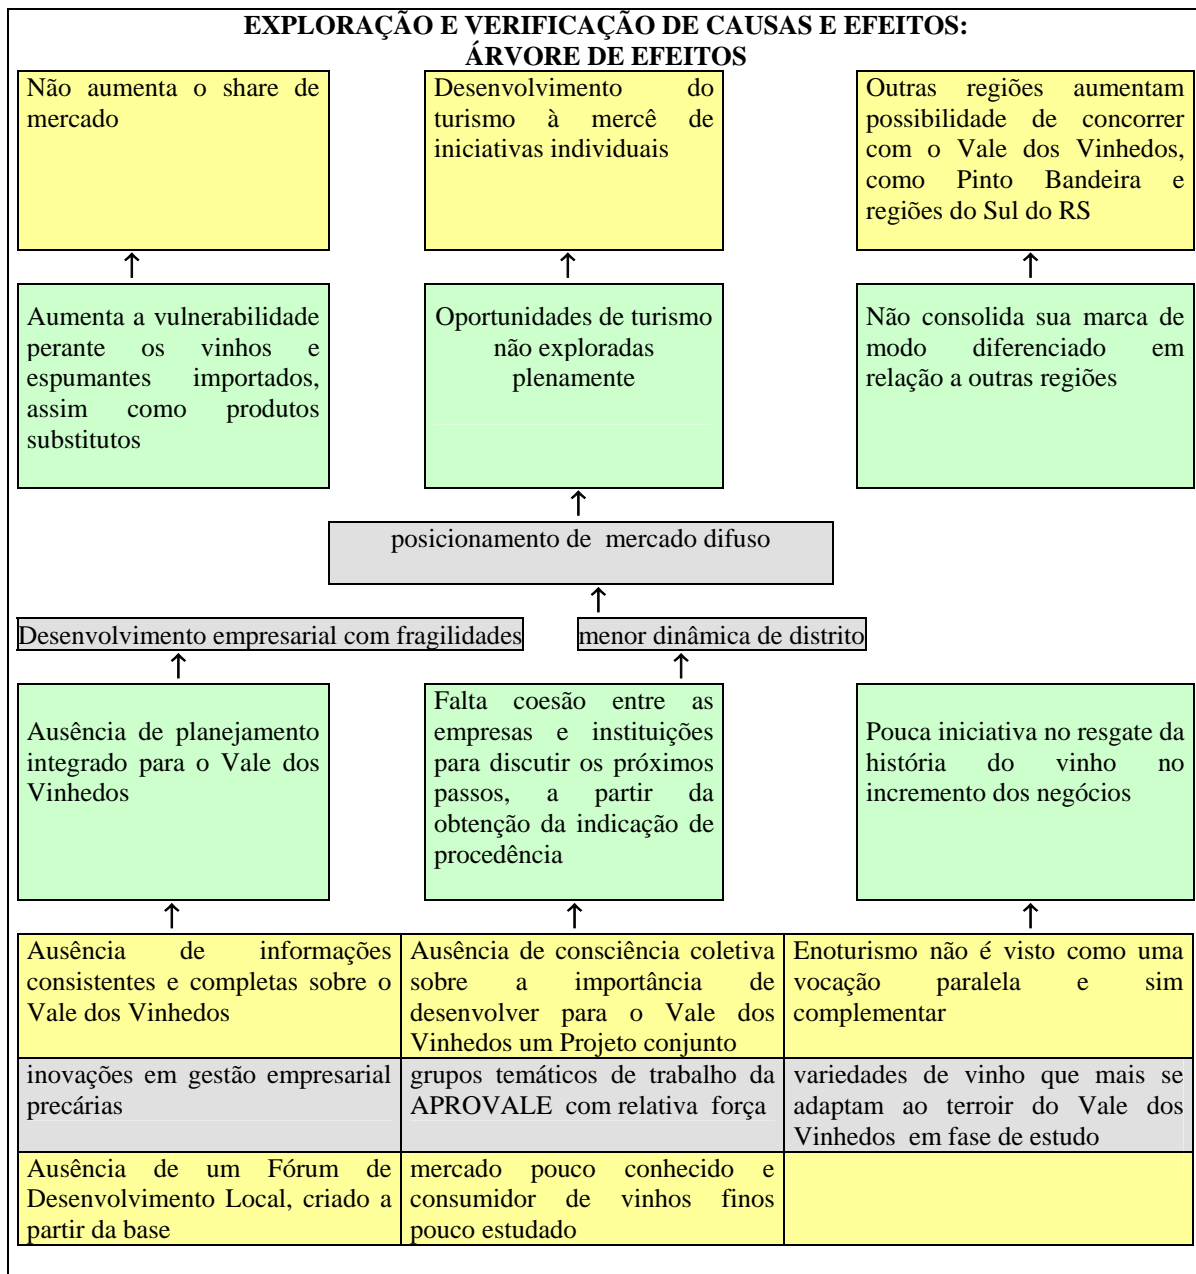 EXPLORAÇÃO E VERIFICAÇÃO DE CAUSAS E EFEITOS:
ÁRVORE DE EFEITOS
Não aumenta o share de
mercado
Desenvolvimento do
turismo à mercê de
iniciativas individuais
Outras regiões aumentam
possibilidade de concorrer
com o Vale dos Vinhedos,
como Pinto Bandeira e
regiões do Sul do RS
↑ ↑ ↑
Aumenta a vulnerabilidade
perante os vinhos e
espumantes importados,
assim como produtos
substitutos
Oportunidades de turismo
não exploradas
plenamente
Não consolida sua marca de
modo diferenciado em
relação a outras regiões
↑
posicionamento de mercado difuso
↑
Desenvolvimento empresarial com fragilidades
menor dinâmica de distrito
↑ ↑
Ausência de planejamento
integrado para o Vale dos
Vinhedos
Falta coesão entre as
empresas e instituições
para discutir os próximos
passos, a partir da
obtenção da indicação de
procedência
Pouca iniciativa no resgate da
história do vinho no
incremento dos negócios
↑ ↑ ↑
Ausência de informações
consistentes e completas sobre o
Vale dos Vinhedos
Ausência de consciência coletiva
sobre a importância de
desenvolver para o Vale dos
Vinhedos um Projeto conjunto
Enoturismo não é visto como uma
vocação paralela e sim
complementar
inovações em gestão empresarial
precárias
grupos temáticos de trabalho da
APROVALE com relativa força
variedades de vinho que mais se
adaptam ao terroir do Vale dos
Vinhedos em fase de estudo
Ausência de um Fórum de
Desenvolvimento Local, criado a
partir da base
mercado pouco conhecido e
consumidor de vinhos finos
pouco estudado